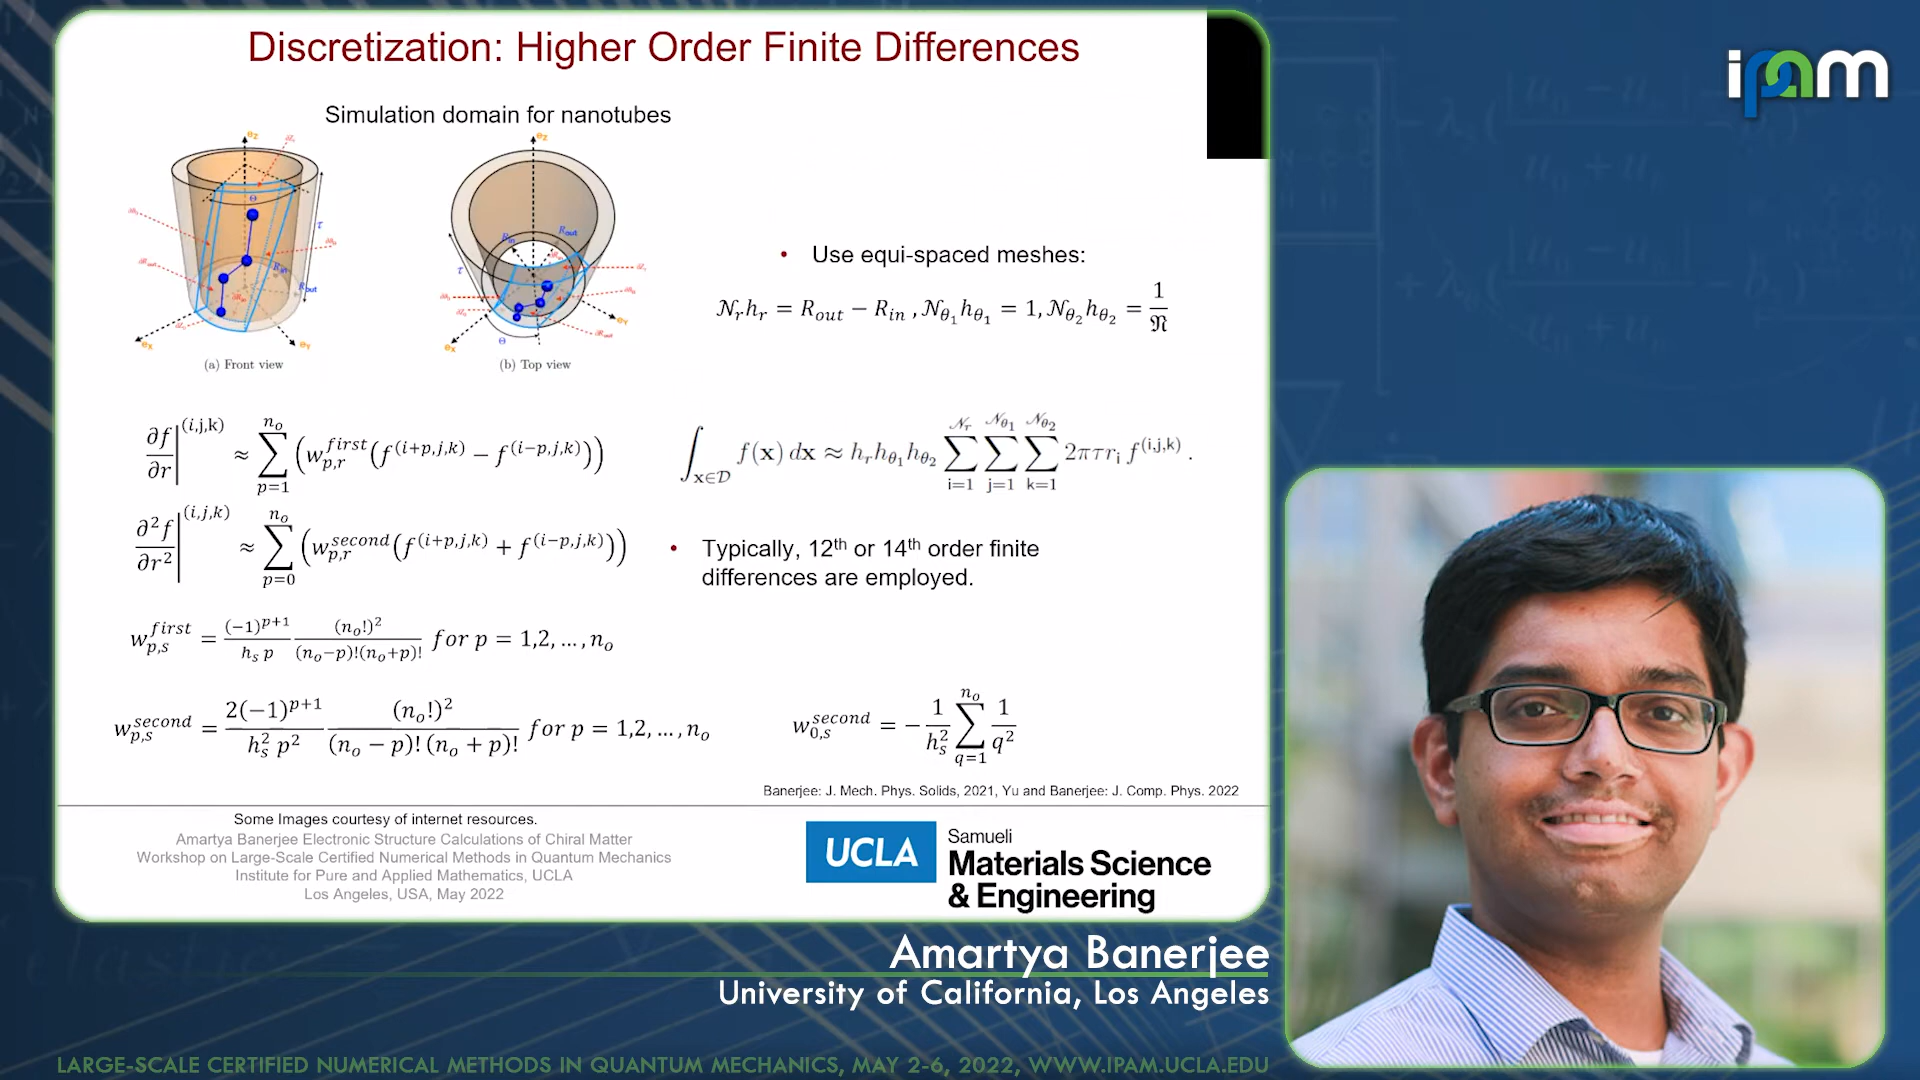 Discretization: Higher Order Finite Differences
ipam
Simulation domain for nanotubes
(a) Front view
(b) Top view
• Use equi-spaced meshes:
𝒩_r h_r = R_out − R_in , 𝒩_θ₁ h_θ₁ = 1, 𝒩_θ₂ h_θ₂ = 1/𝔑
∂f/∂r |^(i,j,k) ≈ ∑_{p=1}^{n_o} (w_{p,r}^{first} (f^(i+p,j,k) − f^(i−p,j,k)))
∫_{x∈𝒟} f(x) dx ≈ h_r h_θ₁ h_θ₂ ∑_{i=1}^{𝒩_r} ∑_{j=1}^{𝒩_θ₁} ∑_{k=1}^{𝒩_θ₂} 2πτr_i f^(i,j,k) .
∂²f/∂r² |^(i,j,k) ≈ ∑_{p=0}^{n_o} (w_{p,r}^{second} (f^(i+p,j,k) + f^(i−p,j,k)))
• Typically, 12th or 14th order finite
differences are employed.
w_{p,s}^{first} = (−1)^{p+1}/(h_s p) (n_o!)²/((n_o−p)!(n_o+p)!) for p = 1,2, … , n_o
w_{p,s}^{second} = 2(−1)^{p+1}/(h_s² p²) (n_o!)²/((n_o − p)! (n_o + p)!) for p = 1,2, … , n_o
w_{0,s}^{second} = − 1/h_s² ∑_{q=1}^{n_o} 1/q²
Banerjee: J. Mech. Phys. Solids, 2021, Yu and Banerjee: J. Comp. Phys. 2022
Some Images courtesy of internet resources.
Amartya Banerjee Electronic Structure Calculations of Chiral Matter
Workshop on Large-Scale Certified Numerical Methods in Quantum Mechanics
Institute for Pure and Applied Mathematics, UCLA
Los Angeles, USA, May 2022
UCLA
Samueli
Materials Science
& Engineering
Amartya Banerjee
University of California, Los Angeles
LARGE-SCALE CERTIFIED NUMERICAL METHODS IN QUANTUM MECHANICS, MAY 2-6, 2022, WWW.IPAM.UCLA.EDU